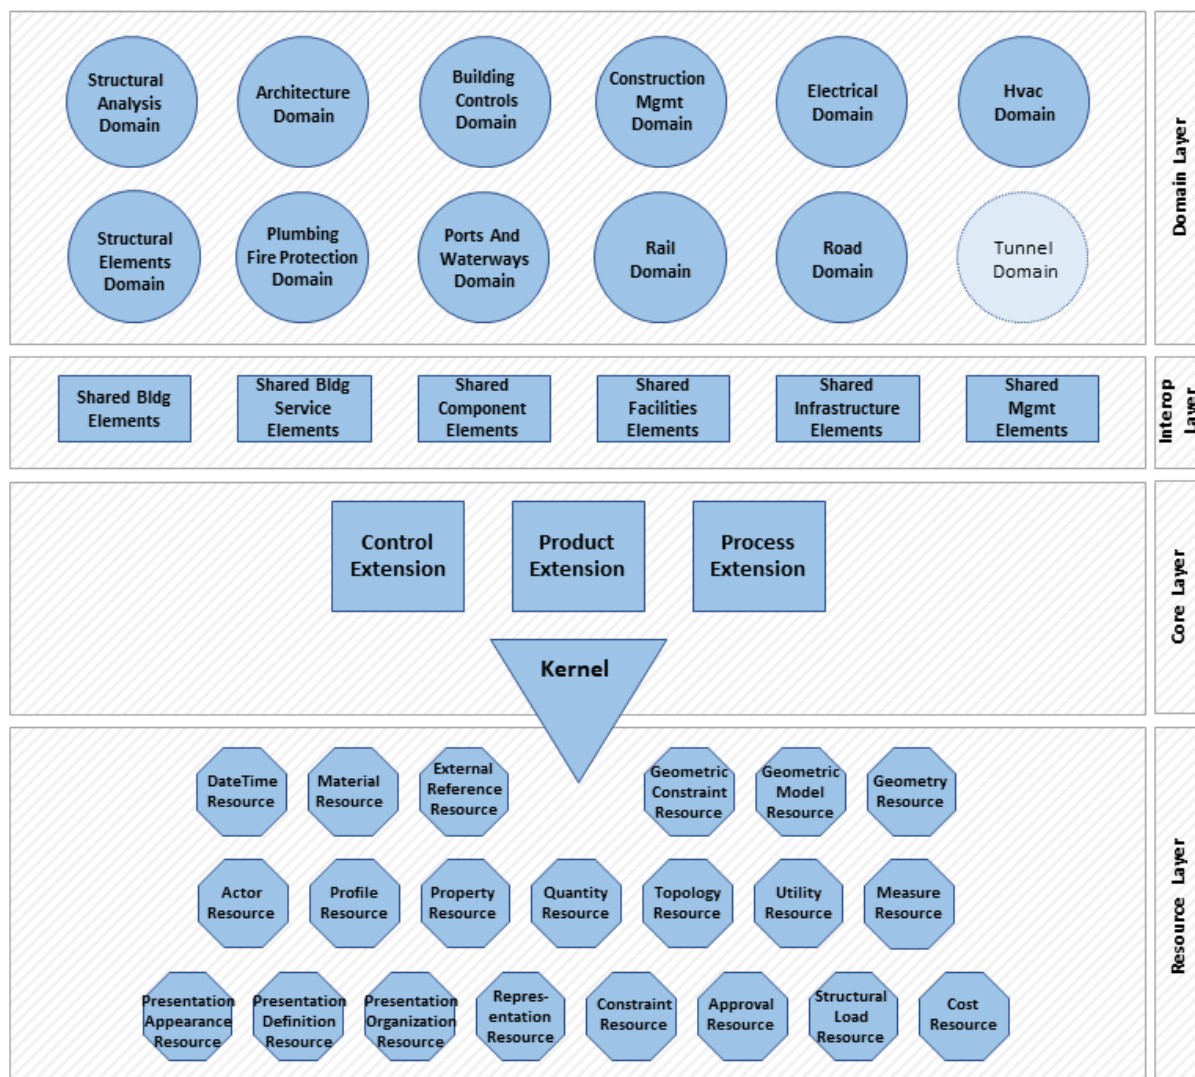 Structural
Analysis
Domain
Architecture
Domain
Building
Controls
Domain
Construction
Mgmt
Domain
Electrical
Domain
Hvac
Domain
Structural
Elements
Domain
Plumbing
Fire Protection
Domain
Ports And
Waterways
Domain
Rail
Domain
Road
Domain
Tunnel
Domain
Domain Layer
Shared Bldg
Elements
Shared Bldg
Service
Elements
Shared
Component
Elements
Shared
Facilities
Elements
Shared
Infrastructure
Elements
Shared
Mgmt
Elements
Interop
Layer
Control
Extension
Product
Extension
Process
Extension
Kernel
Core Layer
DateTime
Resource
Material
Resource
External
Reference
Resource
Geometric
Constraint
Resource
Geometric
Model
Resource
Geometry
Resource
Actor
Resource
Profile
Resource
Property
Resource
Quantity
Resource
Topology
Resource
Utility
Resource
Measure
Resource
Presentation
Appearance
Resource
Presentation
Definition
Resource
Presentation
Organization
Resource
Repres-
entation
Resource
Constraint
Resource
Approval
Resource
Structural
Load
Resource
Cost
Resource
Resource Layer